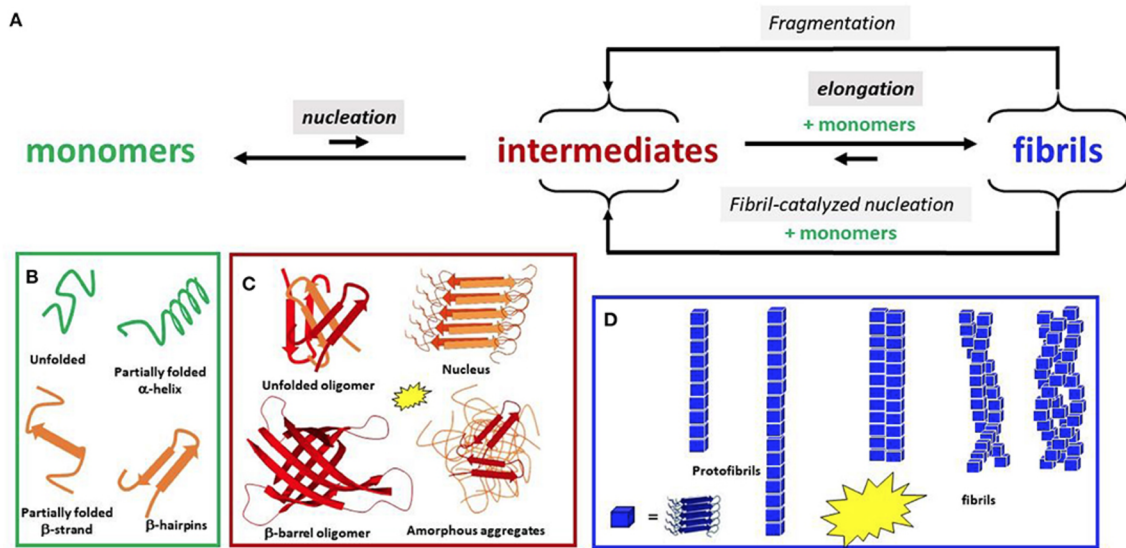 A
Fragmentation
nucleation
elongation
+ monomers
monomers
intermediates
fibrils
Fibril-catalyzed nucleation
+ monomers
B
Unfolded
Partially folded
α-helix
Partially folded
β-strand
β-hairpins
C
Unfolded oligomer
Nucleus
β-barrel oligomer
Amorphous aggregates
D
Protofibrils
fibrils
=